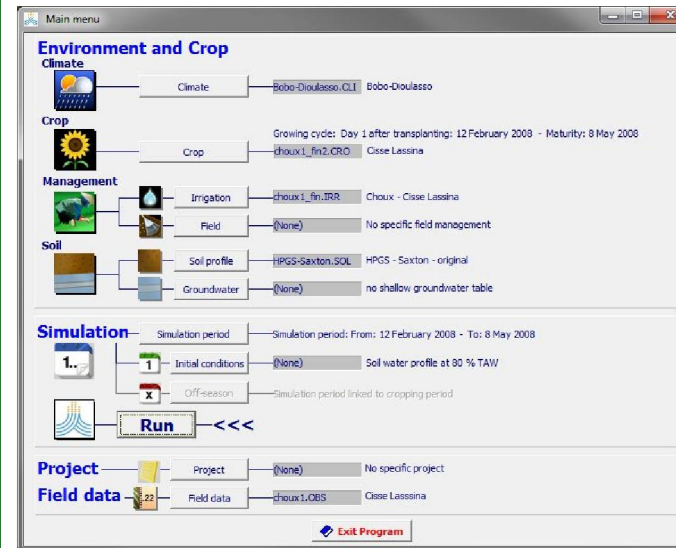 Main menu
Environment and Crop
Climate
Climate Bobo-Dioulasso.CLI Bobo-Dioulasso
Crop
Growing cycle: Day 1 after transplanting: 12 February 2008 - Maturity: 8 May 2008
Crop choux1_fin2.CRO Cisse Lassina
Management
Irrigation choux1_fin.IRR Choux - Cisse Lassina
Field (None) No specific field management
Soil
Soil profile HPGS-Saxton.SOL HPGS - Saxton - original
Groundwater (None) no shallow groundwater table
Simulation Simulation period Simulation period: From: 12 February 2008 - To: 8 May 2008
1.. 1 Initial conditions (None) Soil water profile at 80 % TAW
X Off-season Simulation period linked to cropping period
Run <<<
Project Project (None) No specific project
Field data .22 Field data choux1.OBS Cisse Lasssina
Exit Program